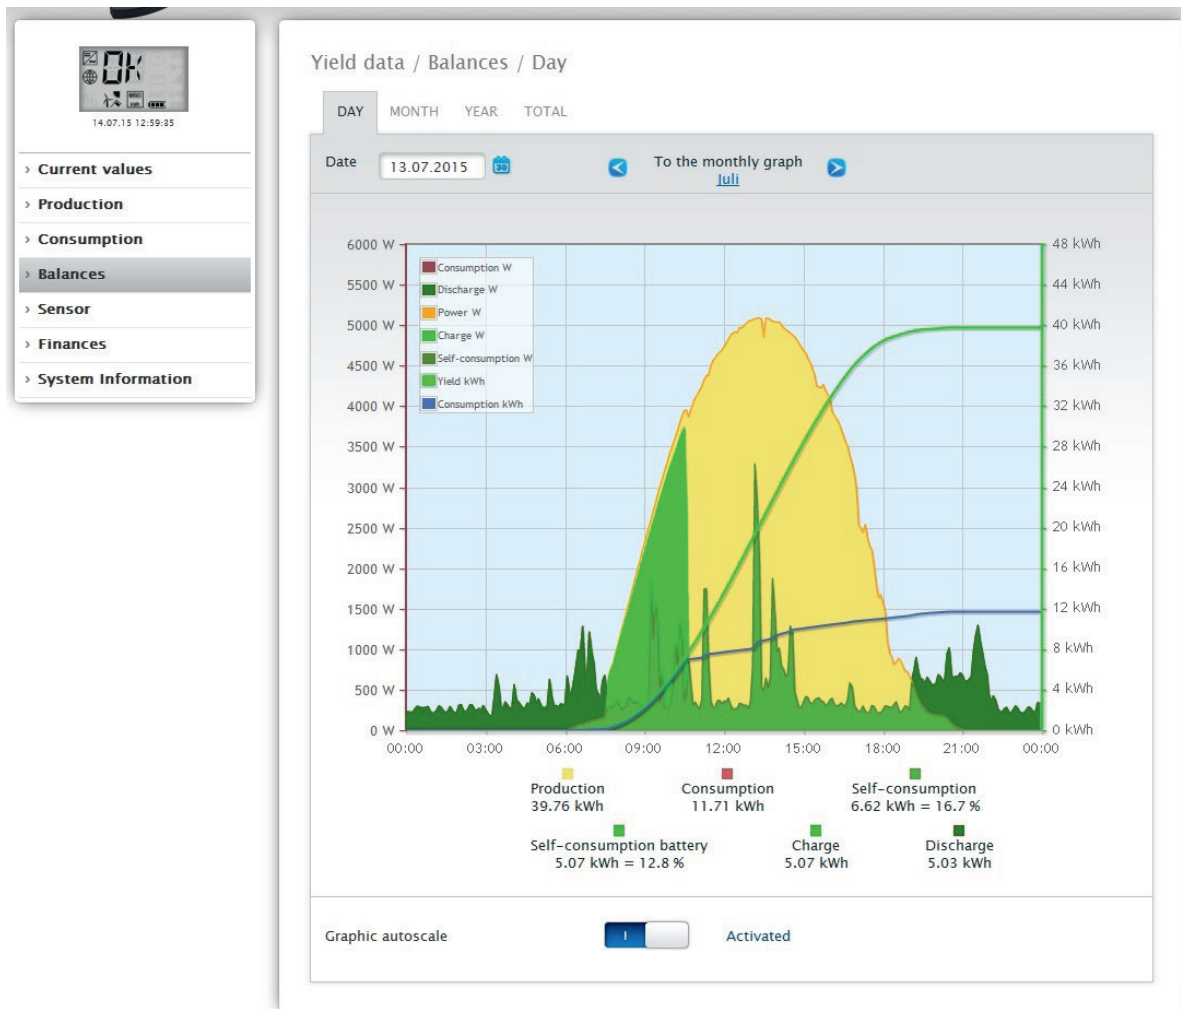 OK
14.07.15 12:59:35
› Current values
› Production
› Consumption
› Balances
› Sensor
› Finances
› System Information
Yield data / Balances / Day
DAY MONTH YEAR TOTAL
Date 13.07.2015 30 To the monthly graph
Juli
6000 W 48 kWh
Consumption W
5500 W Discharge W 44 kWh
Power W
5000 W 40 kWh
Charge W
4500 W Self-consumption W 36 kWh
Yield kWh
4000 W Consumption kWh 32 kWh
3500 W 28 kWh
3000 W 24 kWh
2500 W 20 kWh
2000 W 16 kWh
1500 W 12 kWh
1000 W 8 kWh
500 W 4 kWh
0 W 0 kWh
00:00 03:00 06:00 09:00 12:00 15:00 18:00 21:00 00:00
Production Consumption Self-consumption
39.76 kWh 11.71 kWh 6.62 kWh = 16.7 %
Self-consumption battery Charge Discharge
5.07 kWh = 12.8 % 5.07 kWh 5.03 kWh
Graphic autoscale I Activated